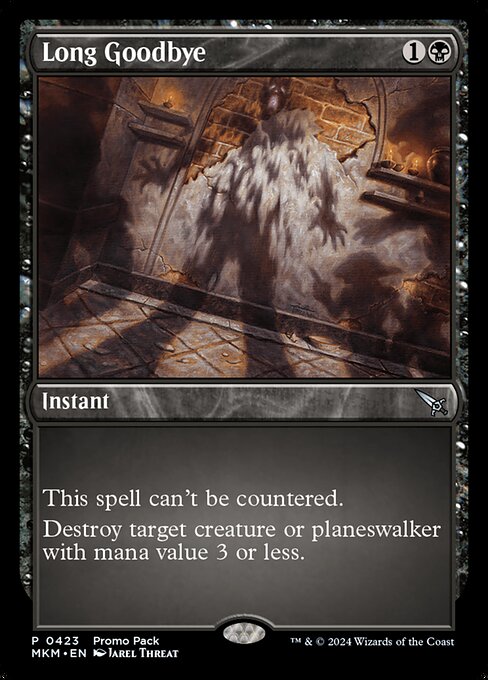 Long Goodbye 1
Instant
This spell can't be countered.
Destroy target creature or planeswalker
with mana value 3 or less.
P 0423 Promo Pack ™ & © 2024 Wizards of the Coast
MKM • EN Jarel Threat